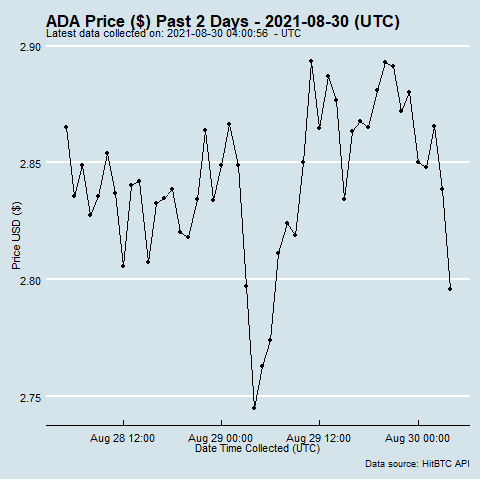 ADA Price ($) Past 2 Days - 2021-08-30 (UTC)
Latest data collected on: 2021-08-30 04:00:56 - UTC
2.90
2.85
2.80
2.75
Price USD ($)
Aug 28 12:00 Aug 29 00:00 Aug 29 12:00 Aug 30 00:00
Date Time Collected (UTC)
Data source: HitBTC API